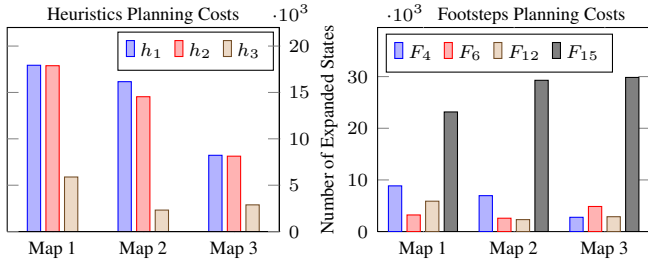 Heuristics Planning Costs
·10³
h₁ h₂ h₃
20
15
10
5
0
Map 1 Map 2 Map 3
Footsteps Planning Costs
·10³
Number of Expanded States
F₄ F₆ F₁₂ F₁₅
30
20
10
0
Map 1 Map 2 Map 3